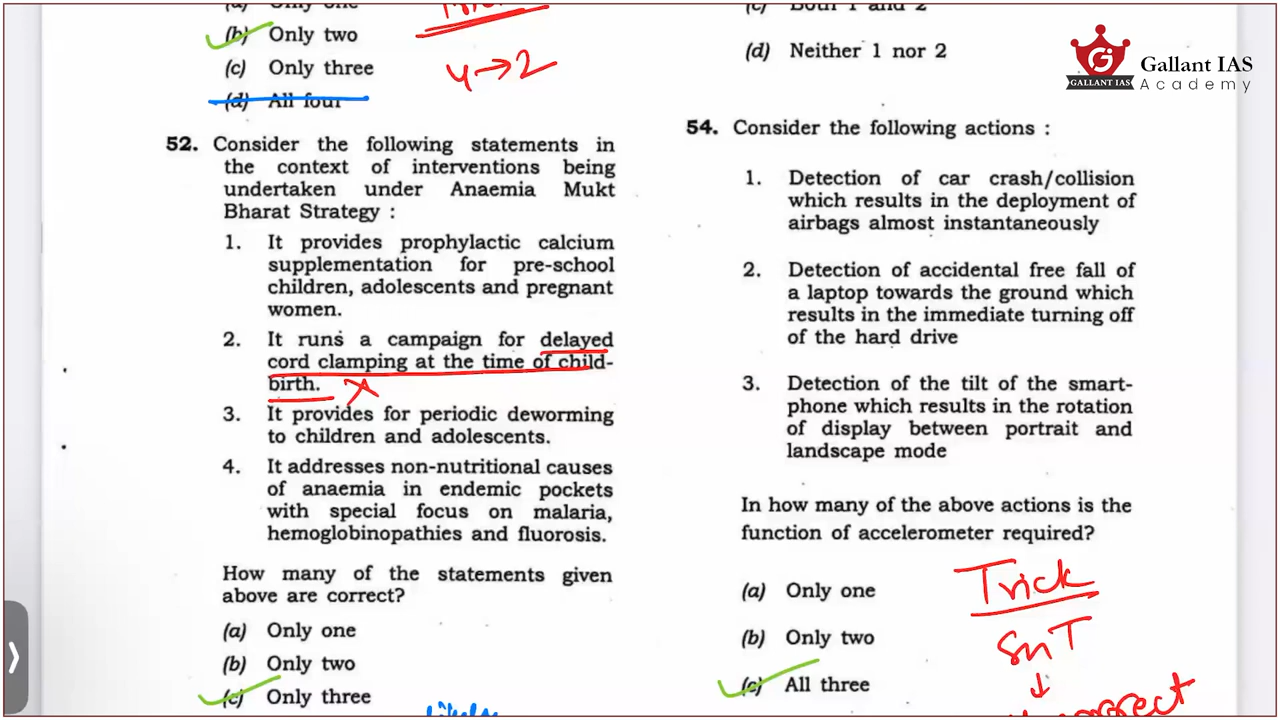 (b) Only two
(c) Only three
(d) All four
4→2
52. Consider the following statements in
the context of interventions being
undertaken under Anaemia Mukt
Bharat Strategy :
1. It provides prophylactic calcium
supplementation for pre-school
children, adolescents and pregnant
women.
2. It runs a campaign for delayed
cord clamping at the time of child-
birth.
3. It provides for periodic deworming
to children and adolescents.
4. It addresses non-nutritional causes
of anaemia in endemic pockets
with special focus on malaria,
hemoglobinopathies and fluorosis.
How many of the statements given
above are correct?
(a) Only one
(b) Only two
(c) Only three
(c) Both 1 and 2
(d) Neither 1 nor 2
54. Consider the following actions :
1. Detection of car crash/collision
which results in the deployment of
airbags almost instantaneously
2. Detection of accidental free fall of
a laptop towards the ground which
results in the immediate turning off
of the hard drive
3. Detection of the tilt of the smart-
phone which results in the rotation
of display between portrait and
landscape mode
In how many of the above actions is the
function of accelerometer required?
(a) Only one
(b) Only two
(c) All three
Trick
SnT
Gallant IAS
Academy
GALLANT IAS